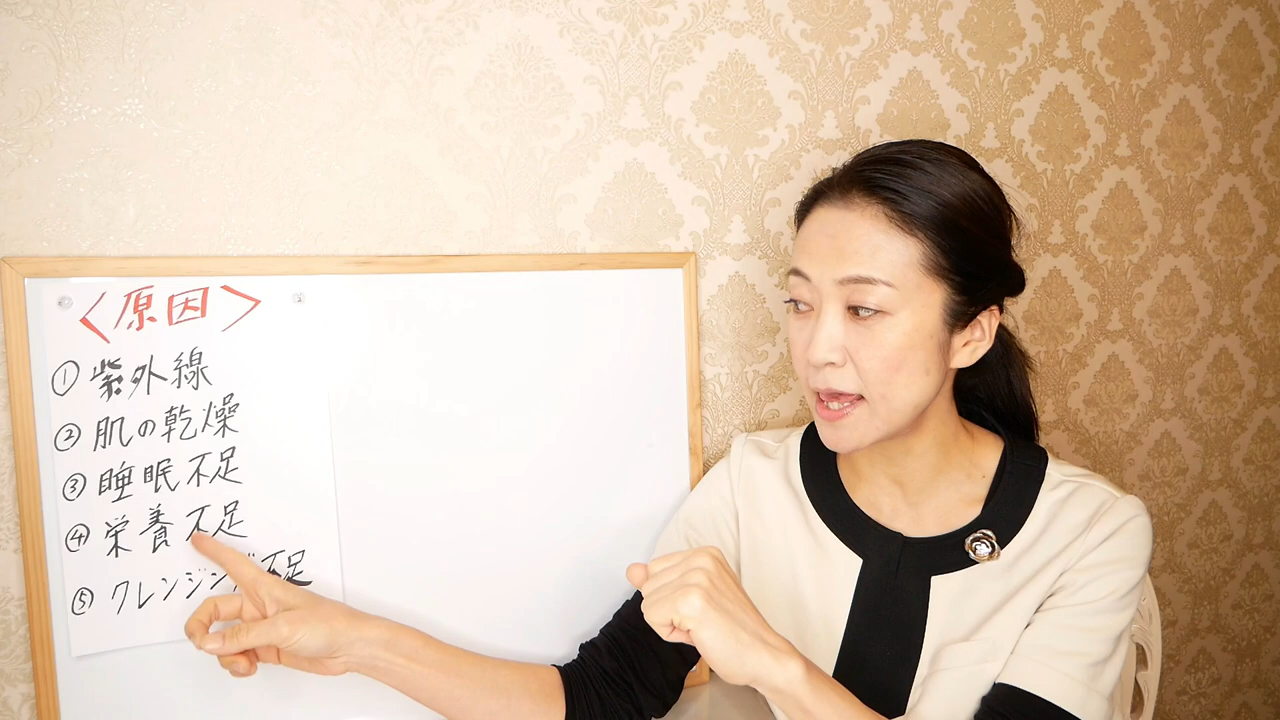 <原因>
① 紫外線
② 肌の乾燥
③ 睡眠不足
④ 栄養不足
⑤ クレンジング不足